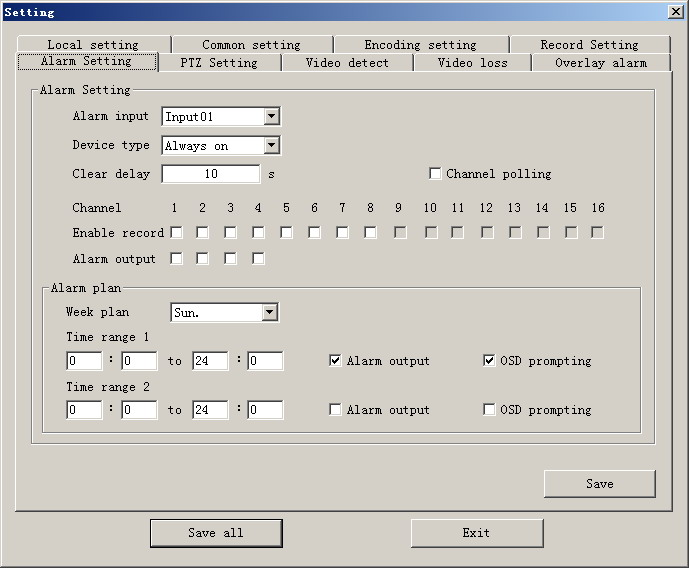 Setting
Local setting Common setting Encoding setting Record Setting
Alarm Setting PTZ Setting Video detect Video loss Overlay alarm
Alarm Setting
Alarm input Input01
Device type Always on
Clear delay 10 s Channel polling
Channel 1 2 3 4 5 6 7 8 9 10 11 12 13 14 15 16
Enable record
Alarm output
Alarm plan
Week plan Sun.
Time range 1
0 : 0 to 24 : 0 Alarm output OSD prompting
Time range 2
0 : 0 to 24 : 0 Alarm output OSD prompting
Save
Save all Exit